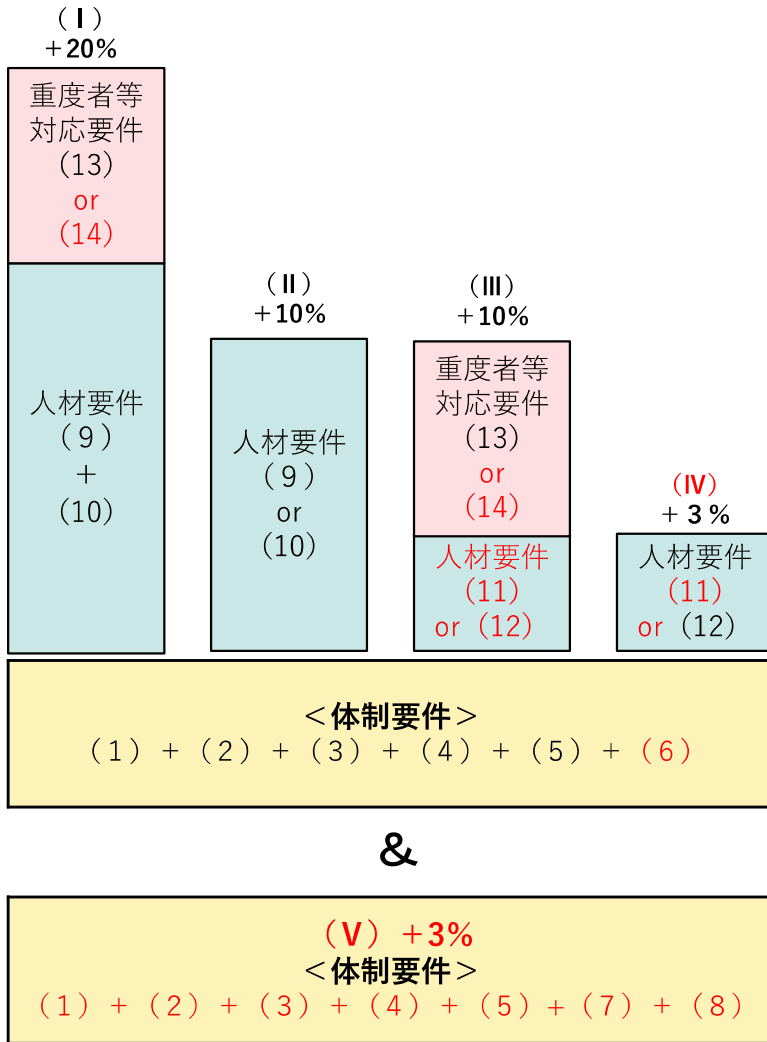 （Ⅰ）
＋20%
重度者等
対応要件
（13）
or
（14）
人材要件
（９）
＋
（10）
（Ⅱ）
＋10%
人材要件
（９）
or
（10）
（Ⅲ）
＋10%
重度者等
対応要件
（13）
or
（14）
人材要件
（11）
or（12）
（Ⅳ）
＋３％
人材要件
（11）
or（12）
＜体制要件＞
（１）＋（２）＋（３）＋（４）＋（５）＋（６）
＆
（Ⅴ）＋3%
＜体制要件＞
（１）＋（２）＋（３）＋（４）＋（５）＋（７）＋（８）